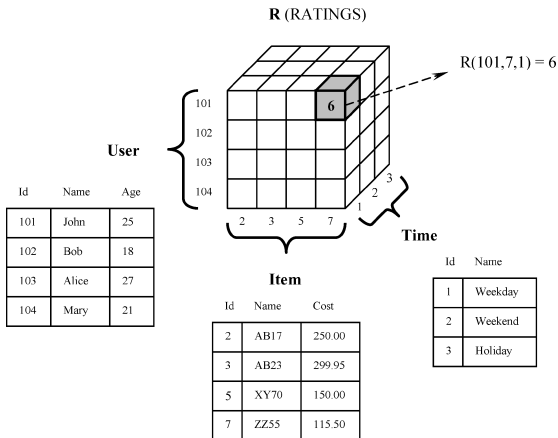 R (RATINGS)
R(101,7,1) = 6
101
6
102
103
104
User
2 3 5 7
1
2
3
Time
Item
Id Name Age
101 John 25
102 Bob 18
103 Alice 27
104 Mary 21
Id Name Cost
2 AB17 250.00
3 AB23 299.95
5 XY70 150.00
7 ZZ55 115.50
Id Name
1 Weekday
2 Weekend
3 Holiday